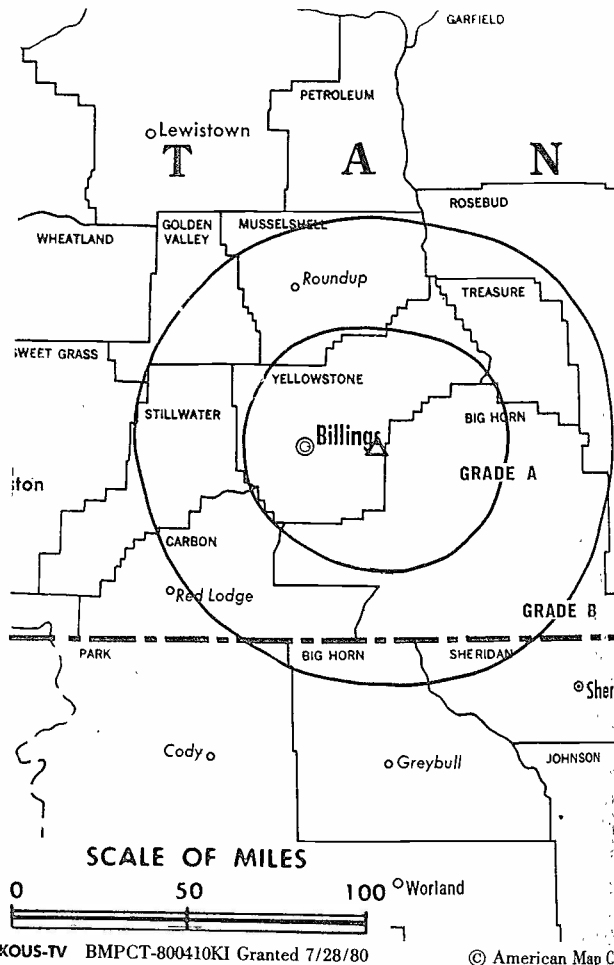 GARFIELD
PETROLEUM
Lewistown
T A N
ROSEBUD
WHEATLAND
GOLDEN
VALLEY
MUSSELSHELL
Roundup
TREASURE
SWEET GRASS
YELLOWSTONE
STILLWATER
BIG HORN
Billings
GRADE A
ston
CARBON
Red Lodge
GRADE B
PARK
BIG HORN
SHERIDAN
Sher
Cody
Greybull
JOHNSON
SCALE OF MILES
0 50 100
Worland
KOUS-TV BMPCT-800410KI Granted 7/28/80
© American Map C